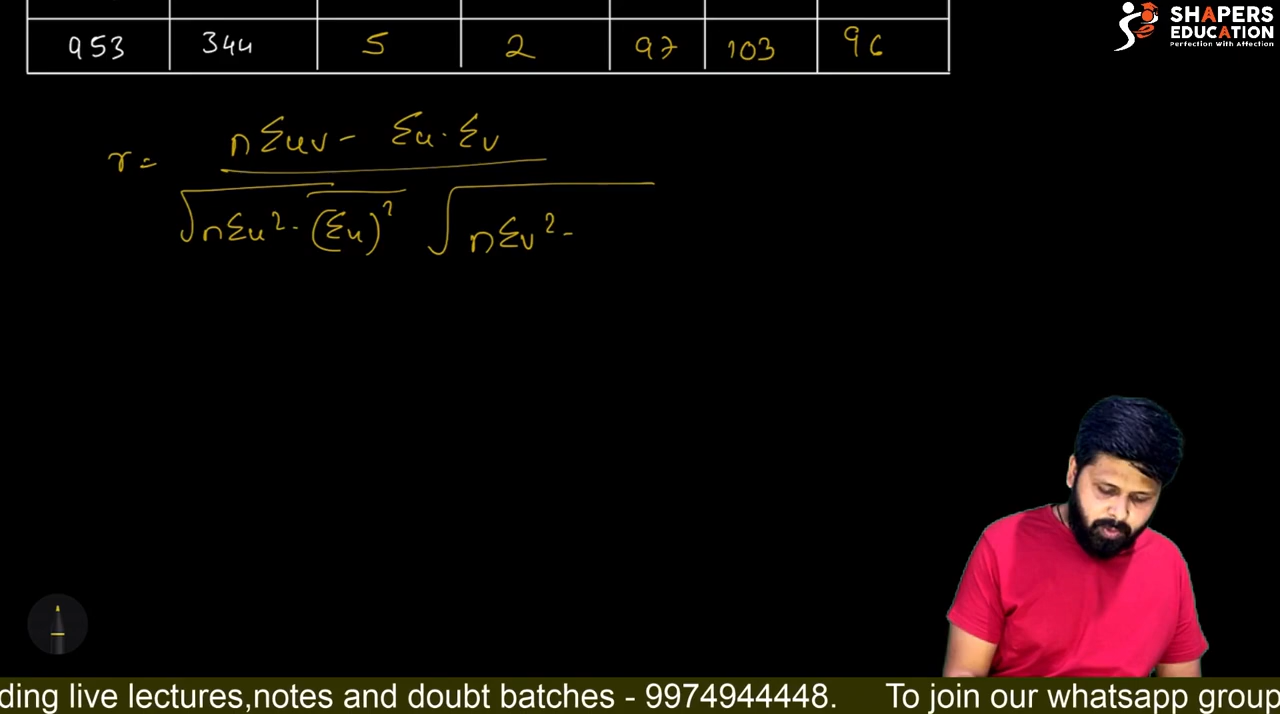 SHAPERS
EDUCATION
Perfection With Affection
953 344 5 2 97 103 96
r = nΣuv - Σu · Σv
√nΣu² - (Σu)² √nΣv² -
ding live lectures,notes and doubt batches - 9974944448. To join our whatsapp group